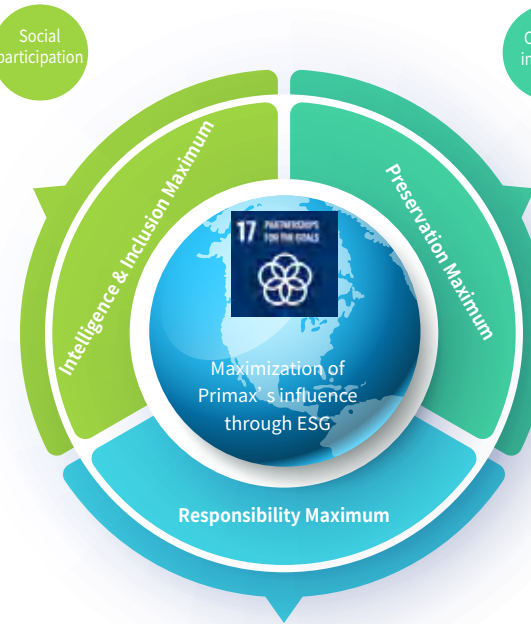 Social
participation
Intelligence & Inclusion Maximum
Preservation Maximum
17 PARTNERSHIPS
FOR THE GOALS
Maximization of
Primax's influence
through ESG
Responsibility Maximum